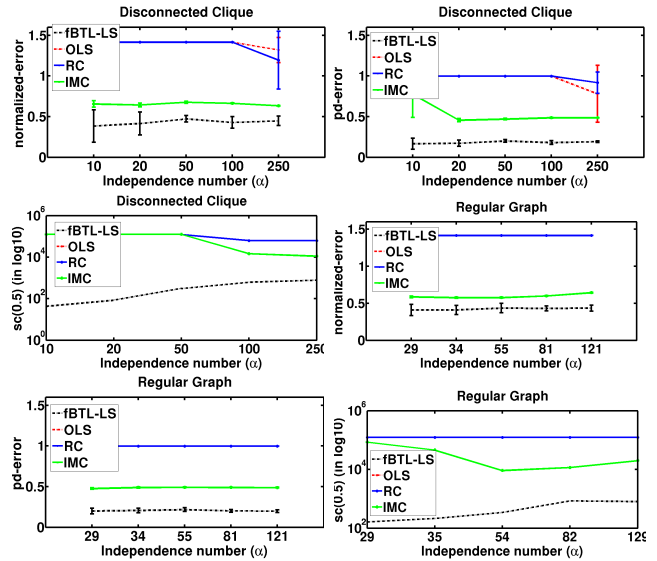 Disconnected Clique
normalized-error
1.5
1
0.5
0
fBTL-LS
OLS
RC
IMC
10 20 50 100 250
Independence number (α)
Disconnected Clique
pd-error
1.5
1
0.5
0
fBTL-LS
OLS
RC
IMC
10 20 50 100 250
Independence number (α)
Disconnected Clique
sc(0.5) (in log10)
10^6
10^4
10^2
10^0
fBTL-LS
OLS
RC
IMC
10 20 50 100 250
Independence number (α)
Regular Graph
normalized-error
1.5
1
0.5
0
fBTL-LS
OLS
RC
IMC
29 34 55 81 121
Independence number (α)
Regular Graph
pd-error
1.5
1
0.5
0
fBTL-LS
OLS
RC
IMC
29 34 55 81 121
Independence number (α)
Regular Graph
sc(0.5) (in log10)
10^6
10^4
10^2
fBTL-LS
OLS
RC
IMC
29 35 54 82 129
Independence number (α)